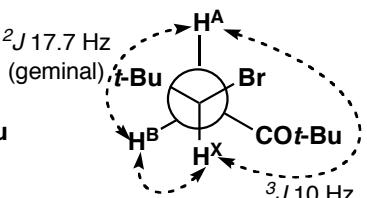 H^A
²J 17.7 Hz
(geminal)
t-Bu
Br
u
H^B
COt-Bu
H^X
³J 10 Hz